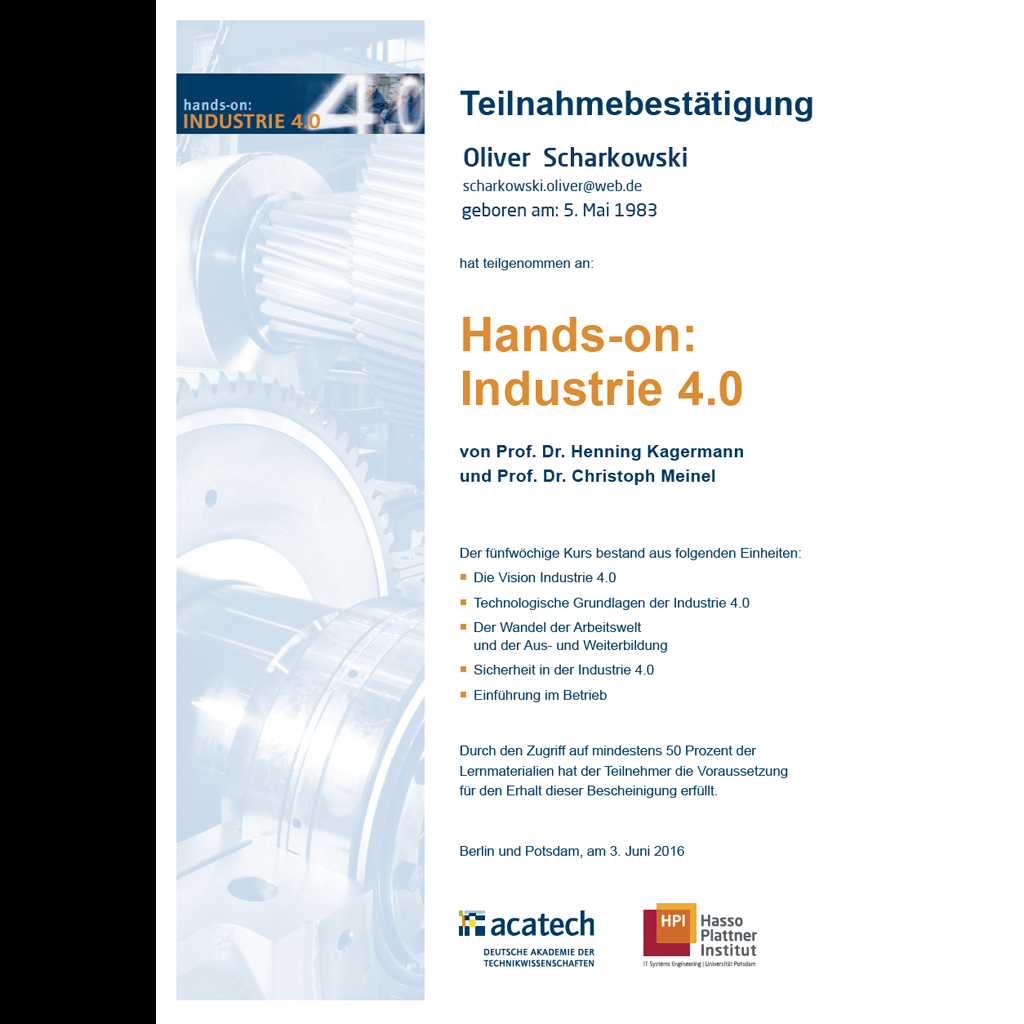 hands-on:
INDUSTRIE 4.0
4.0
Teilnahmebestätigung
Oliver Scharkowski
scharkowski.oliver@web.de
geboren am: 5. Mai 1983
hat teilgenommen an:
Hands-on:
Industrie 4.0
von Prof. Dr. Henning Kagermann
und Prof. Dr. Christoph Meinel
Der fünfwöchige Kurs bestand aus folgenden Einheiten:
Die Vision Industrie 4.0
Technologische Grundlagen der Industrie 4.0
Der Wandel der Arbeitswelt
und der Aus- und Weiterbildung
Sicherheit in der Industrie 4.0
Einführung im Betrieb
Durch den Zugriff auf mindestens 50 Prozent der
Lernmaterialien hat der Teilnehmer die Voraussetzung
für den Erhalt dieser Bescheinigung erfüllt.
Berlin und Potsdam, am 3. Juni 2016
acatech
DEUTSCHE AKADEMIE DER
TECHNIKWISSENSCHAFTEN
HPI
Hasso
Plattner
Institut
IT Systems Engineering | Universität Potsdam